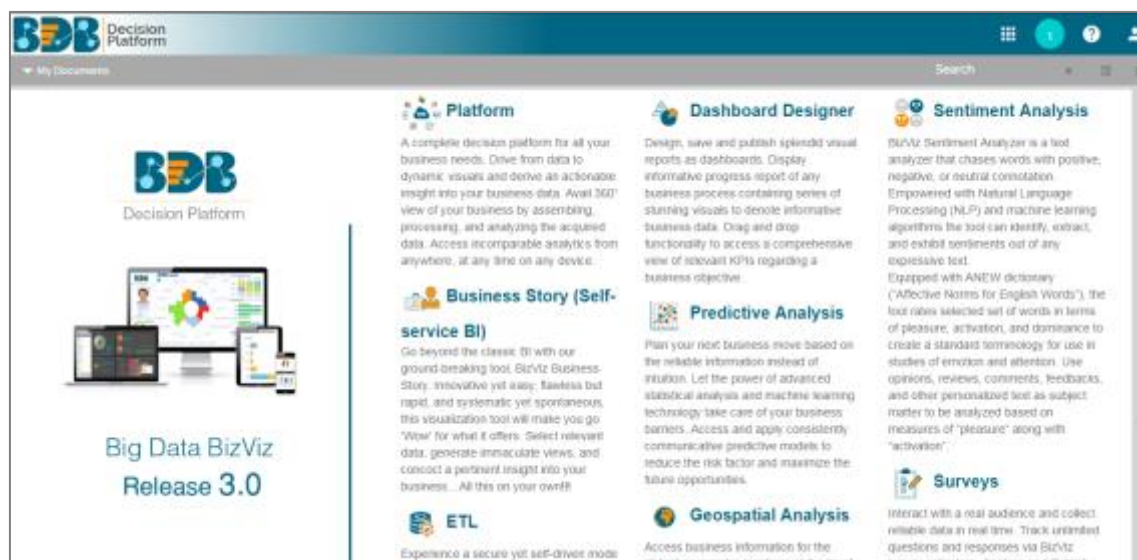 BDB Decision
Platform
1
?
My Documents
Search
BDB
Decision Platform
Big Data BizViz
Release 3.0
Platform
A complete decision platform for all your
business needs. Drive from data to
dynamic visuals and derive an actionable
insight into your business data. Avail 360°
view of your business by assembling,
processing, and analyzing the acquired
data. Access incomparable analytics from
anywhere, at any time on any device.
Business Story (Self-
service BI)
Go beyond the classic BI with our
ground-breaking tool, BizViz Business
Story. Innovative yet easy; flawless but
rapid, and systematic yet spontaneous,
this visualization tool will make you go
'Wow' for what it offers. Select relevant
data, generate immaculate views, and
concoct a pertinent insight into your
business... All this on your own!!!
ETL
Experience a secure yet self-driven mode
Dashboard Designer
Design, save and publish splendid visual
reports as dashboards. Display
informative progress report of any
business process containing series of
stunning visuals to denote informative
business data. Drag and drop
functionality to access a comprehensive
view of relevant KPIs regarding a
business objective.
Predictive Analysis
Plan your next business move based on
the reliable information instead of
intuition. Let the power of advanced
statistical analysis and machine learning
technology take care of your business
barriers. Access and apply consistently
communicative predictive models to
reduce the risk factor and maximize the
future opportunities.
Geospatial Analysis
Access business information for the
Sentiment Analysis
BizViz Sentiment Analyzer is a text
analyzer that chases words with positive,
negative, or neutral connotation.
Empowered with Natural Language
Processing (NLP) and machine learning
algorithms the tool can identify, extract,
and exhibit sentiments out of any
expressive text.
Equipped with ANEW dictionary
("Affective Norms for English Words"), the
tool rates selected set of words in terms
of pleasure, activation, and dominance to
create a standard terminology for use in
studies of emotion and attention. Use
opinions, reviews, comments, feedbacks,
and other personalized text as subject
matter to be analyzed based on
measures of "pleasure" along with
"activation".
Surveys
Interact with a real audience and collect
reliable data in real time. Track unlimited
questions and responses via BizViz